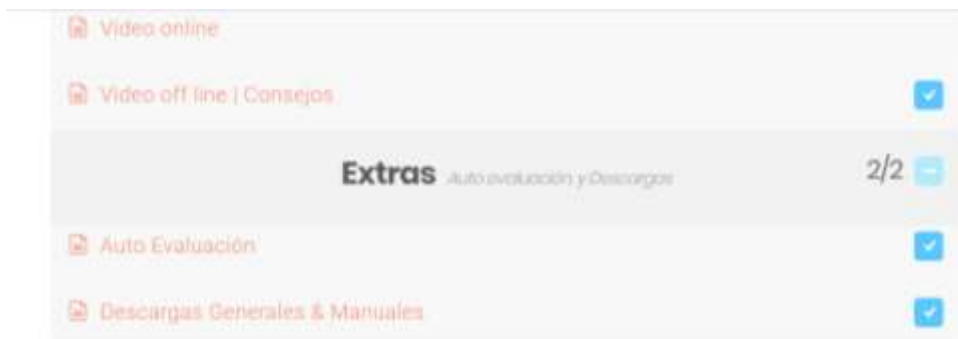 Video online
Video off line | Consejos
Extras Auto evaluación y Descargas 2/2
Auto Evaluación
Descargas Generales & Manuales